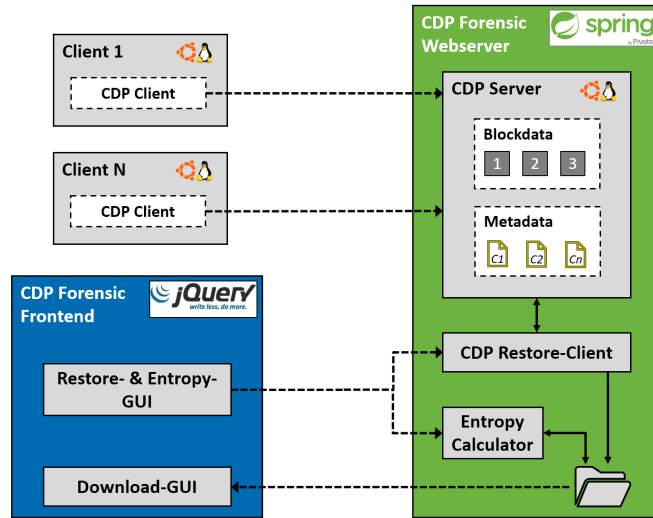 CDP Forensic
Webserver
spring
by Pivotal
Client 1
CDP Client
CDP Server
Blockdata
1 2 3
Client N
CDP Client
Metadata
C1 C2 Cn
CDP Forensic
Frontend
jQuery
write less, do more.
CDP Restore-Client
Restore- & Entropy-
GUI
Entropy
Calculator
Download-GUI